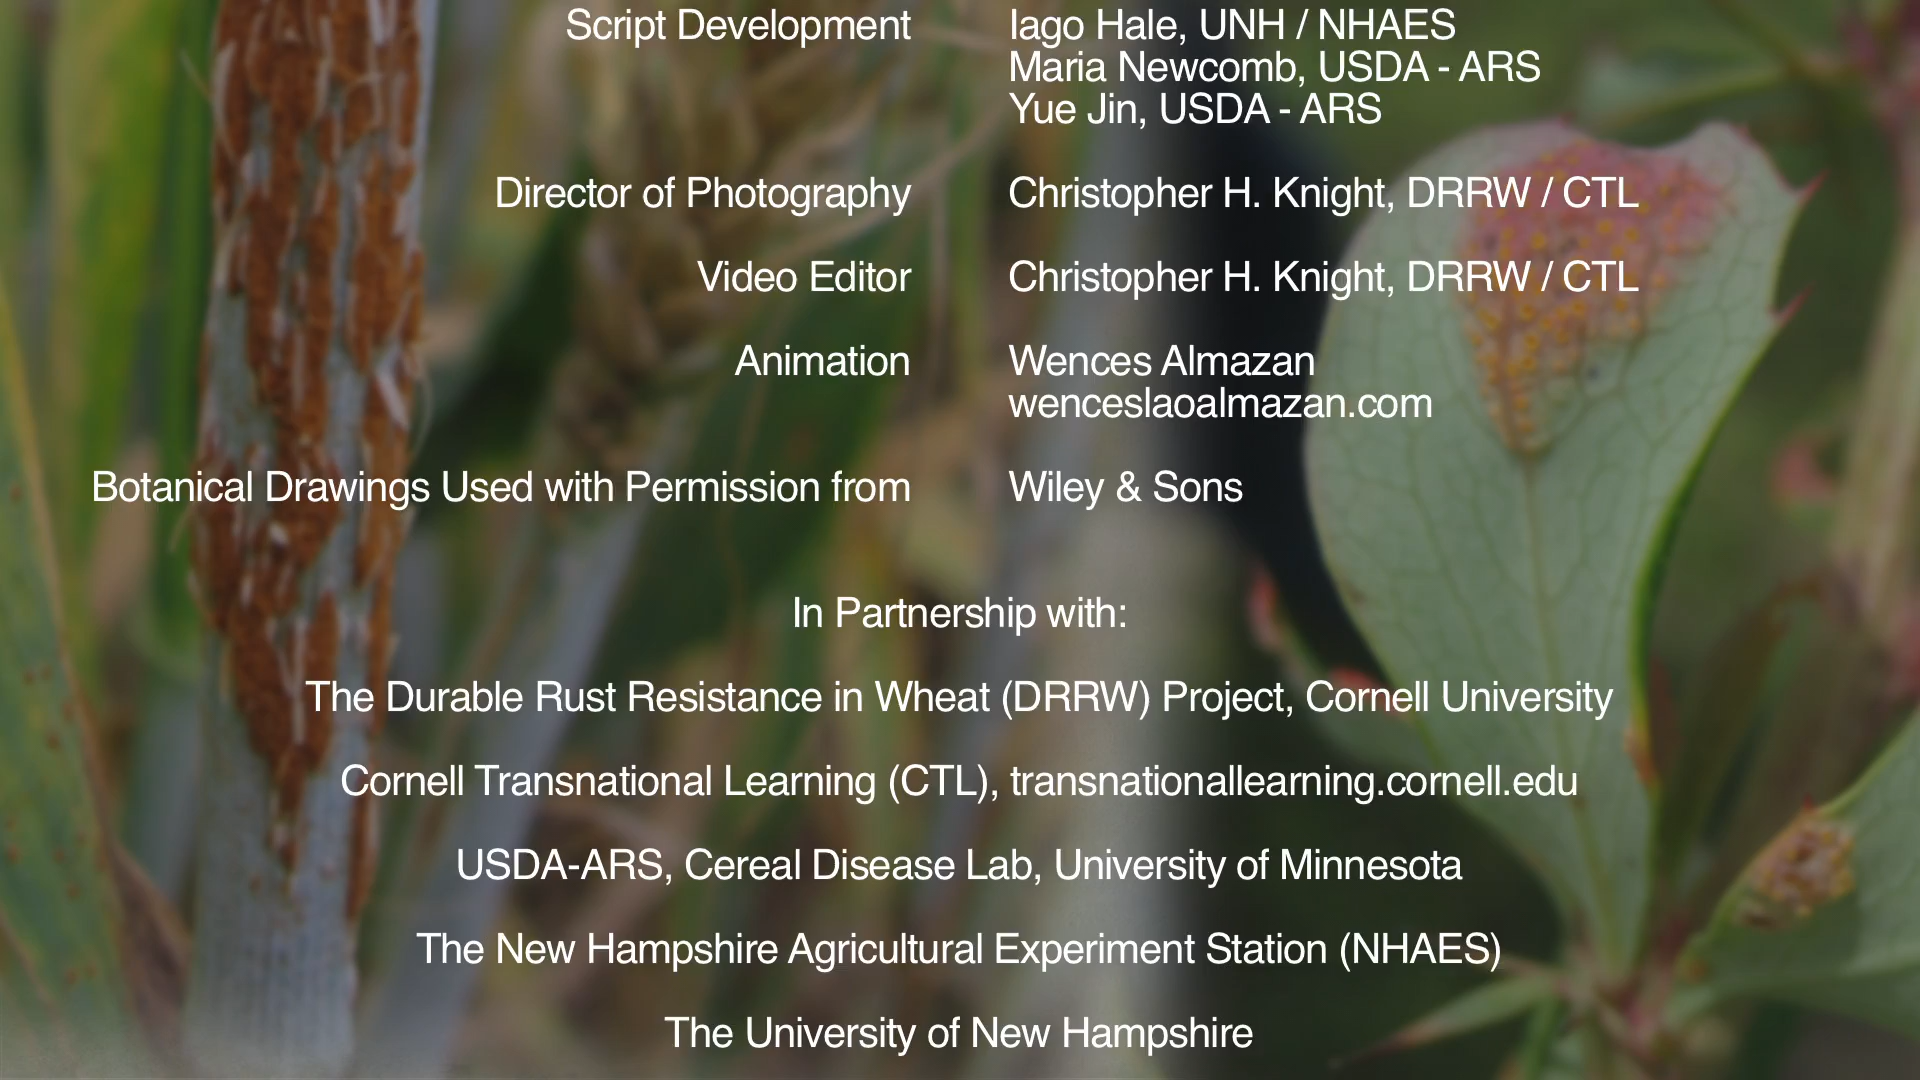 Script Development Iago Hale, UNH / NHAES
Maria Newcomb, USDA - ARS
Yue Jin, USDA - ARS
Director of Photography Christopher H. Knight, DRRW / CTL
Video Editor Christopher H. Knight, DRRW / CTL
Animation Wences Almazan
wenceslaoalmazan.com
Botanical Drawings Used with Permission from Wiley & Sons
In Partnership with:
The Durable Rust Resistance in Wheat (DRRW) Project, Cornell University
Cornell Transnational Learning (CTL), transnationallearning.cornell.edu
USDA-ARS, Cereal Disease Lab, University of Minnesota
The New Hampshire Agricultural Experiment Station (NHAES)
The University of New Hampshire